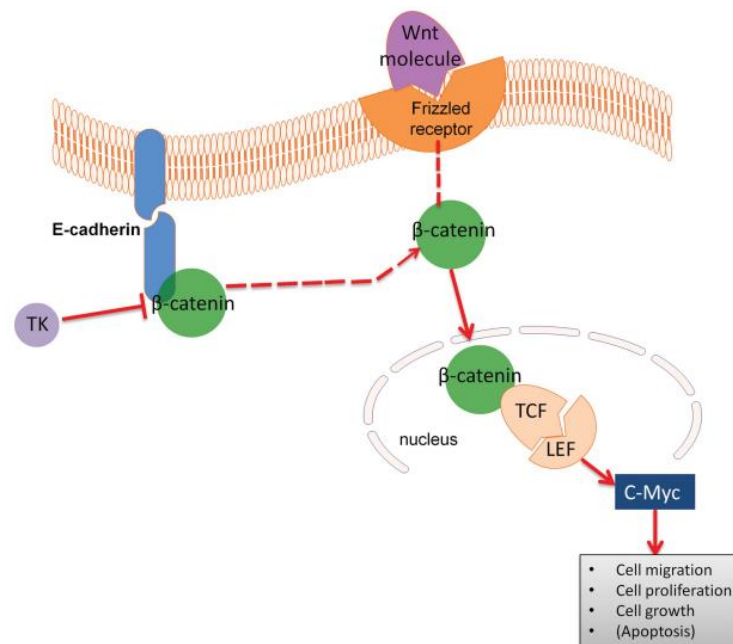 Wnt
molecule
Frizzled
receptor
E-cadherin
β-catenin
β-catenin
TK
β-catenin
TCF
LEF
nucleus
C-Myc
• Cell migration
• Cell proliferation
• Cell growth
• (Apoptosis)